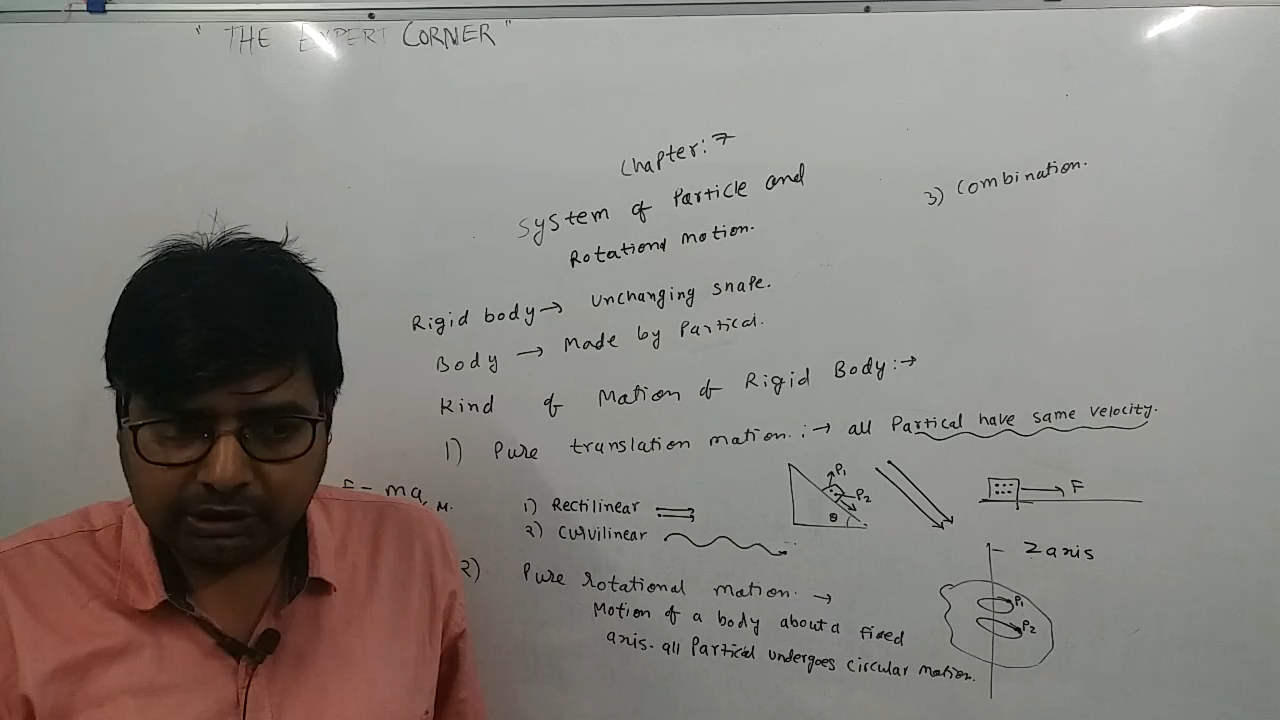 " THE EXPERT CORNER "
Chapter: 7
System of Particle and
Rotational motion.
3) Combination.
Rigid body → Unchanging shape.
Body → Made by Partical.
Kind of Mation of Rigid Body :→
1) Pure translation mation. :→ all Partical have same velocity.
F = ma
M.
1) Rectilinear
2) Curvilinear
P1
P2
θ
F
2) Pure rotational mation. →
Motion of a body about a fixed
axis. all Partical undergoes circular motion.
Z axis
P1
P2